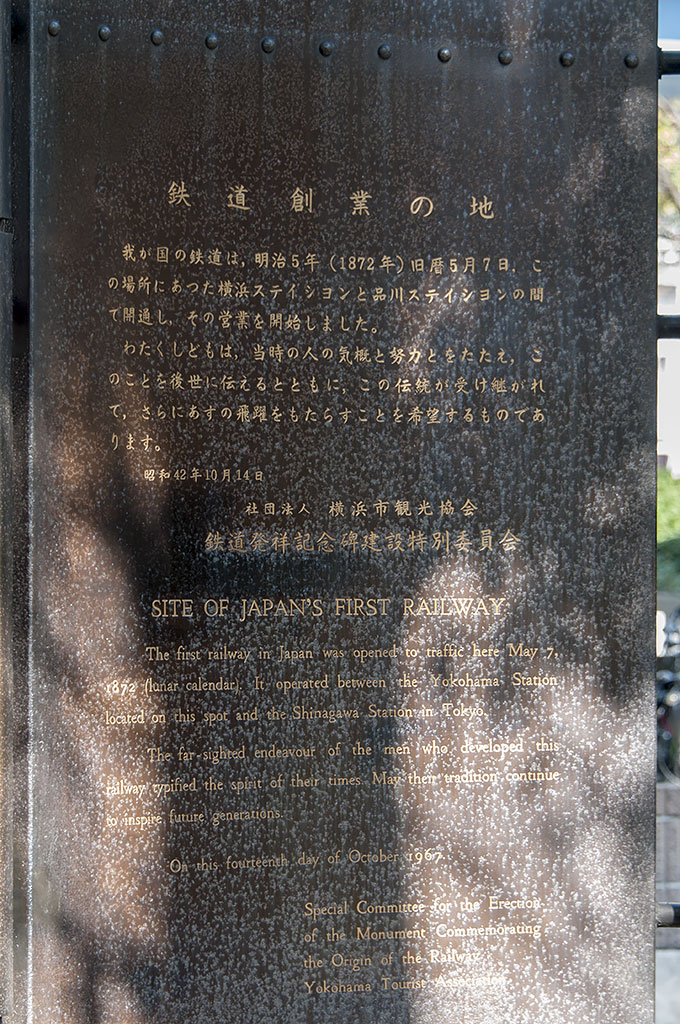 鉄道創業の地
我が国の鉄道は，明治5年（1872年）旧暦5月7日，こ
の場所にあつた横浜ステイシヨンと品川ステイシヨンの間
で開通し，その営業を開始しました。
わたくしどもは，当時の人の気概と努力とをたたえ，こ
のことを後世に伝えるとともに，この伝統が受け継がれ
て，さらにあすの飛躍をもたらすことを希望するものであ
ります。
昭和42年10月14日
社団法人 横浜市観光協会
鉄道発祥記念碑建設特別委員会
SITE OF JAPAN'S FIRST RAILWAY
The first railway in Japan was opened to traffic here May 7,
1872 (lunar calendar). It operated between the Yokohama Station
located on this spot and the Shinagawa Station in Tokyo.
The far-sighted endeavour of the men who developed this
railway typified the spirit of their times. May their tradition continue
to inspire future generations.
On this fourteenth day of October 1967
Special Committee for the Erection
of the Monument Commemorating
the Origin of the Railway
Yokohama Tourist Association